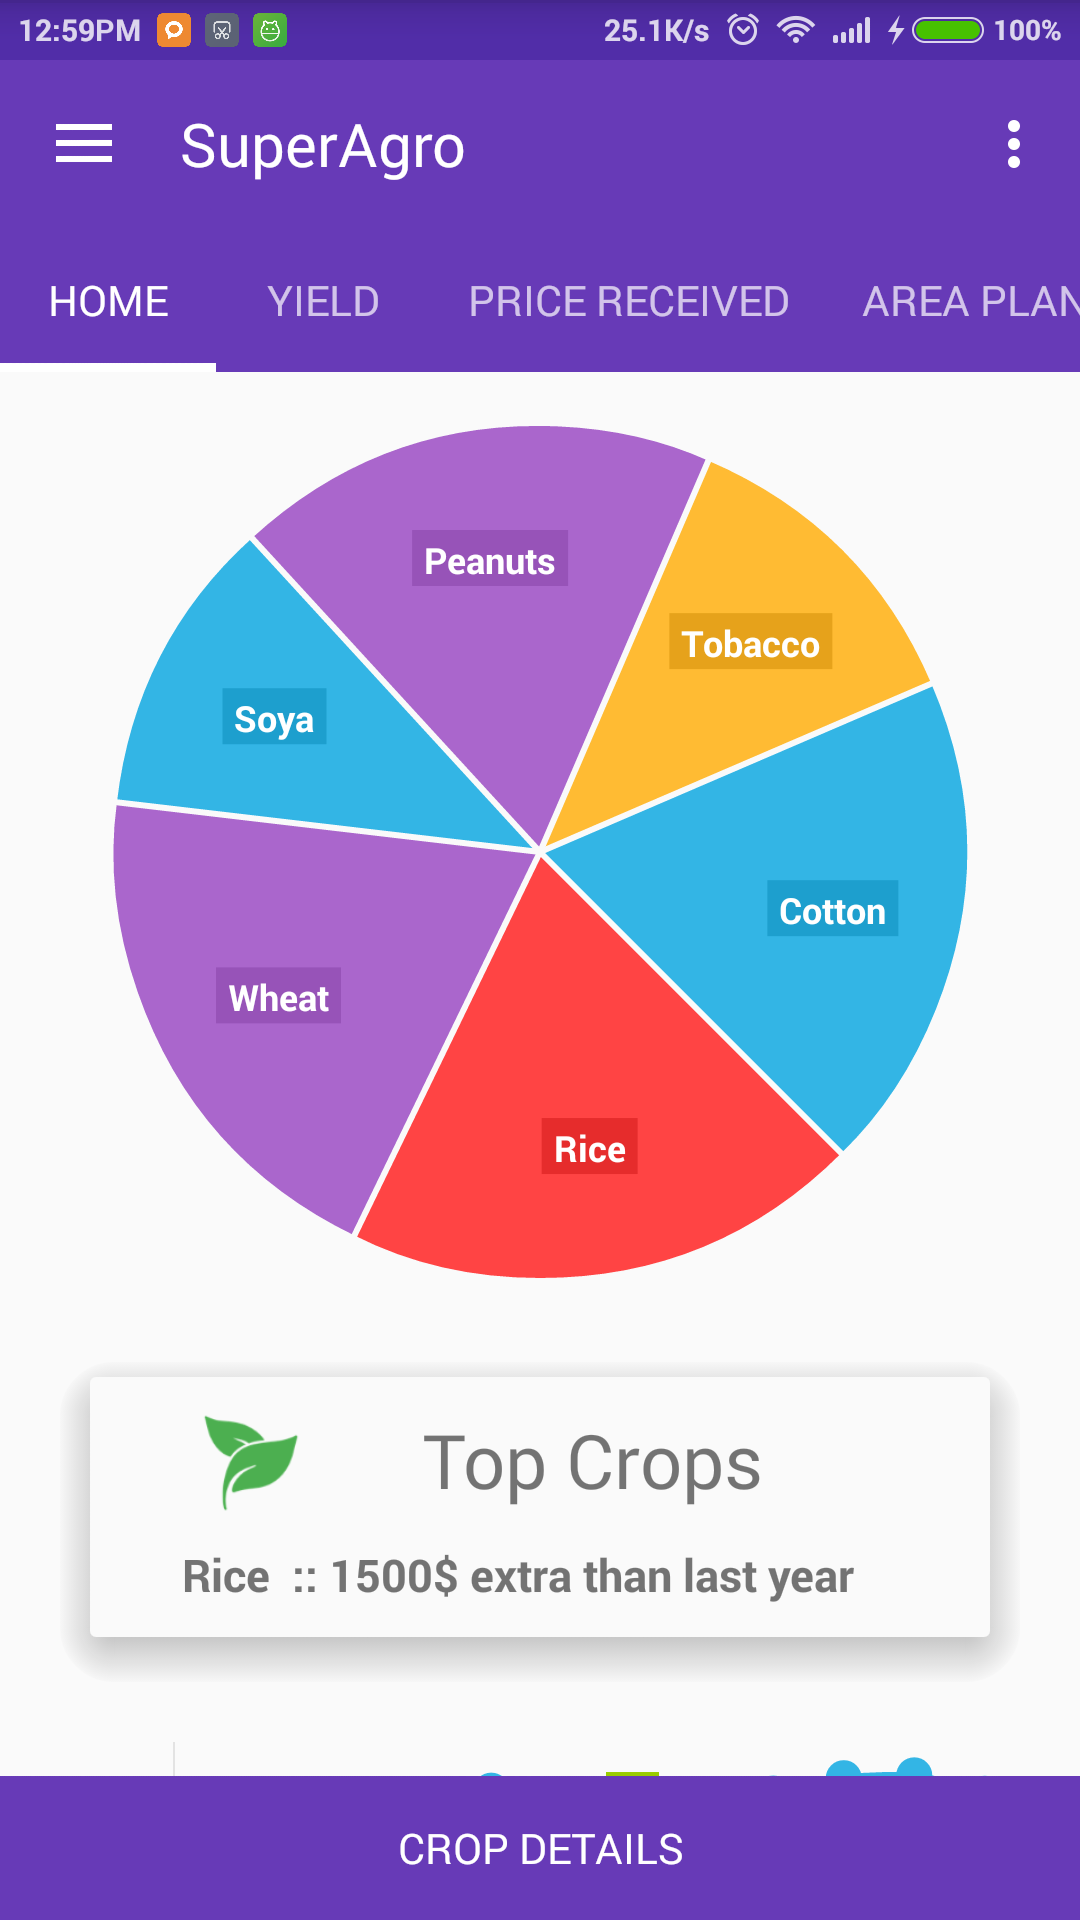 12:59PM 25.1K/s 100%
SuperAgro
HOME YIELD PRICE RECEIVED AREA PLAN
Peanuts
Tobacco
Soya
Cotton
Wheat
Rice
Top Crops
Rice :: 1500$ extra than last year
CROP DETAILS